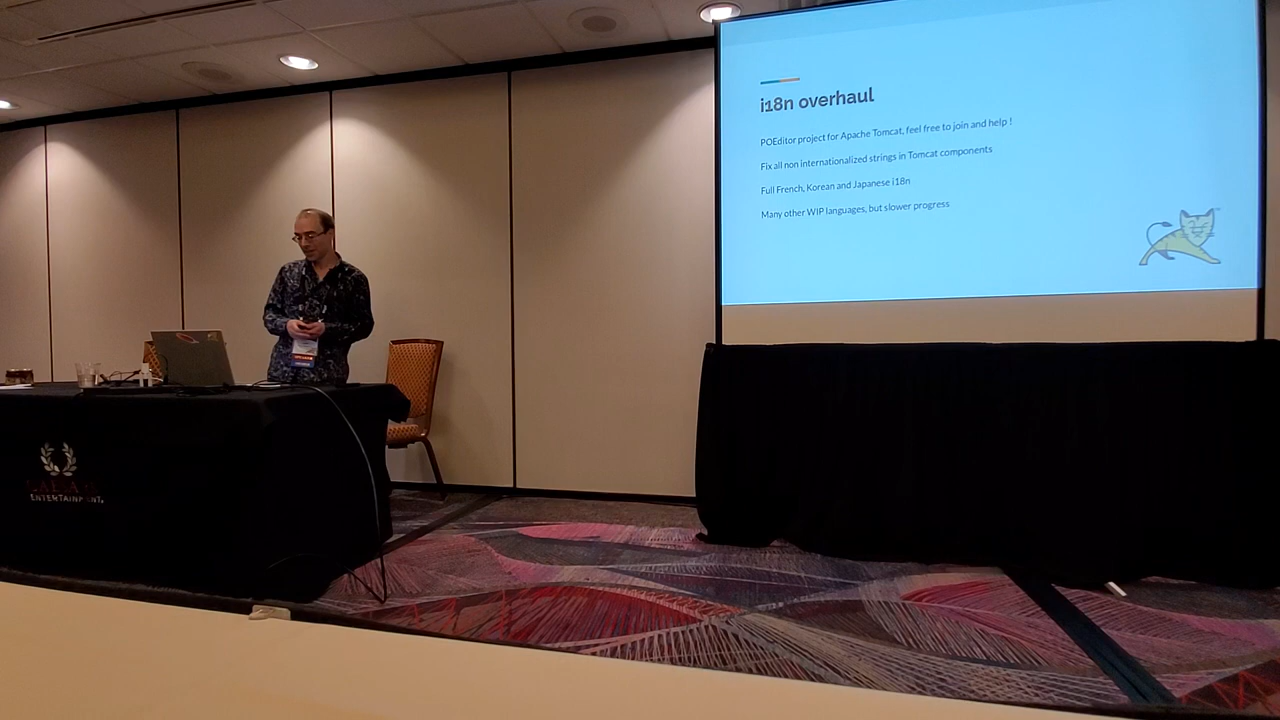 i18n overhaul
POEditor project for Apache Tomcat, feel free to join and help !
Fix all non internationalized strings in Tomcat components
Full French, Korean and Japanese i18n
Many other WIP languages, but slower progress
ENTERTAINMENT